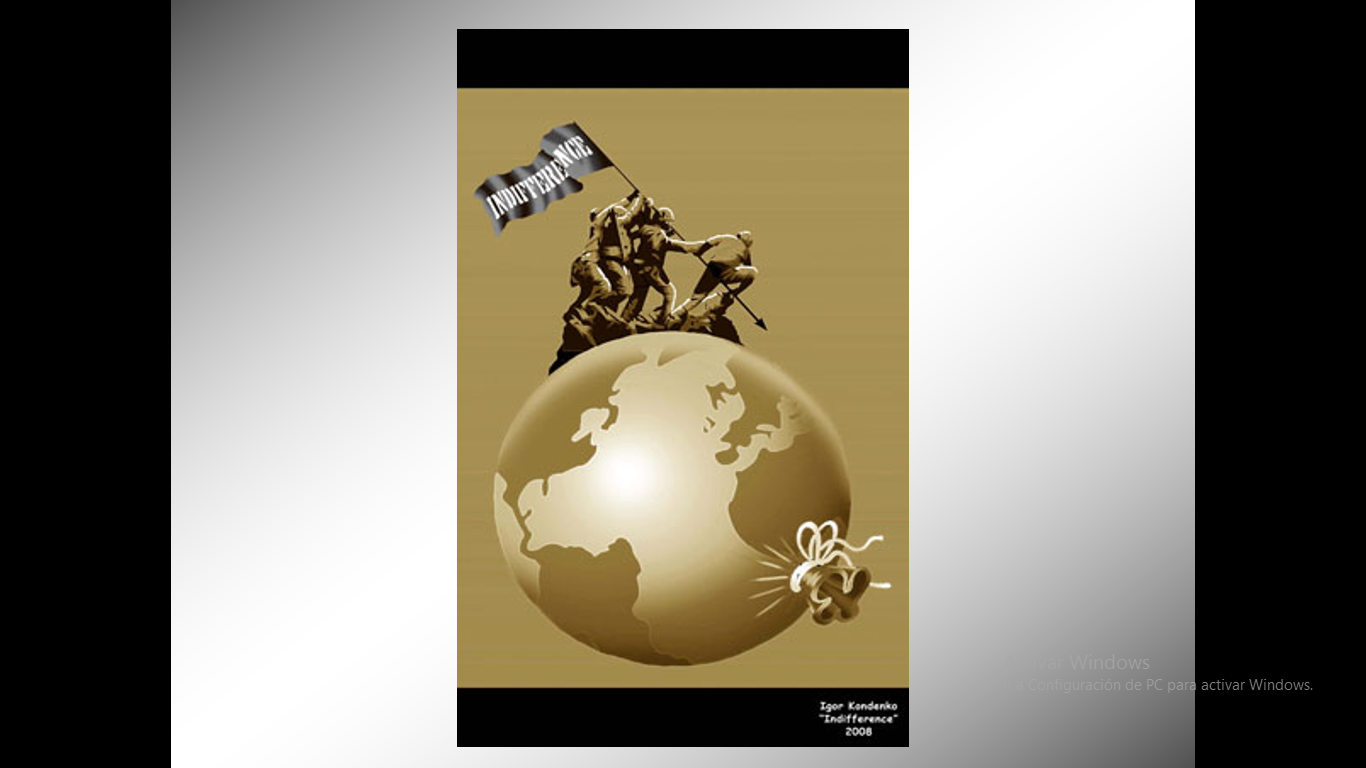 INDIFFERENCE
Igor Kondenko
"Indifference"
2008
var Windows
a Configuración de PC para activar Windows.